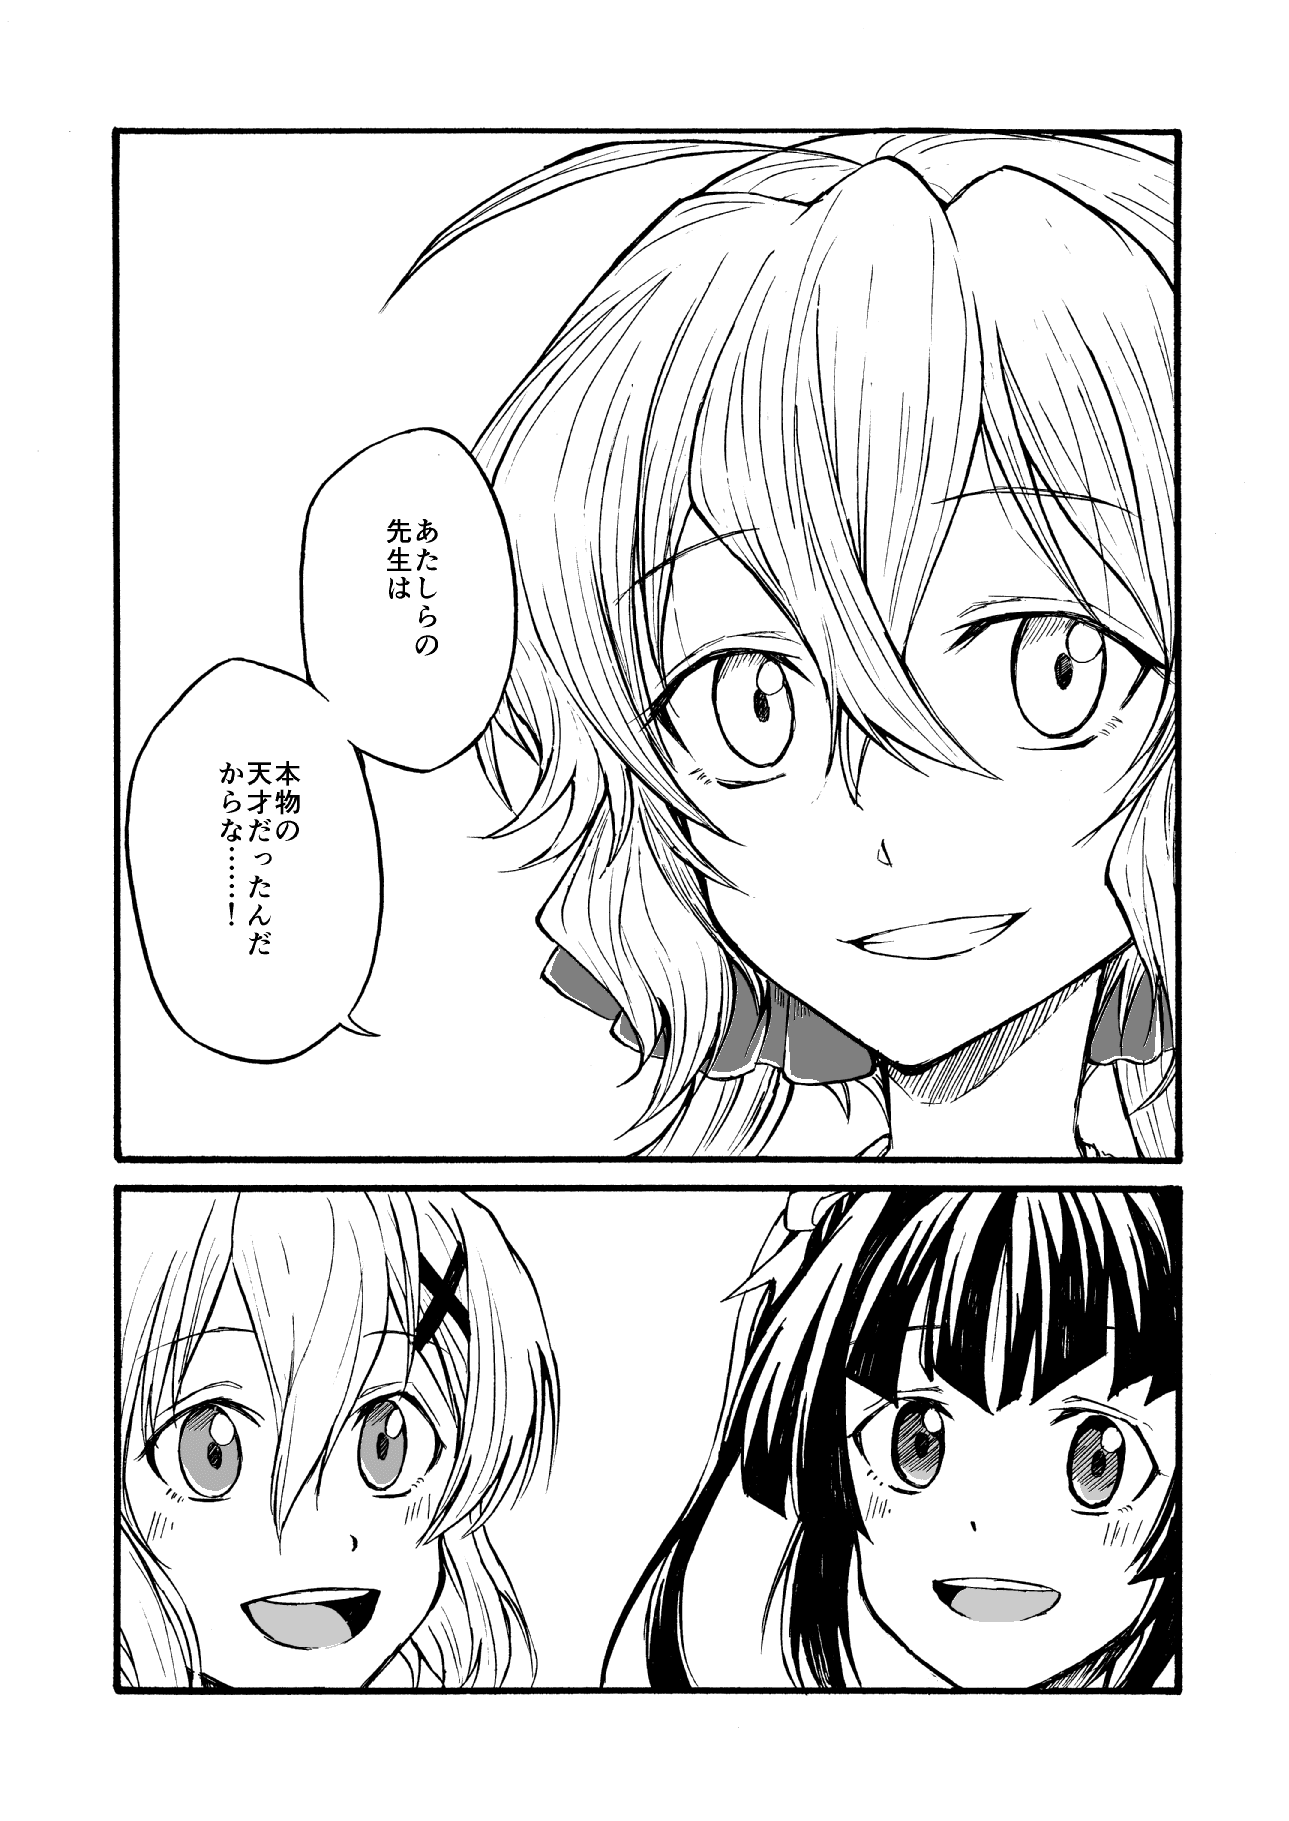 あたしらの
先生は
本物の
天才だったんだ
からな……！